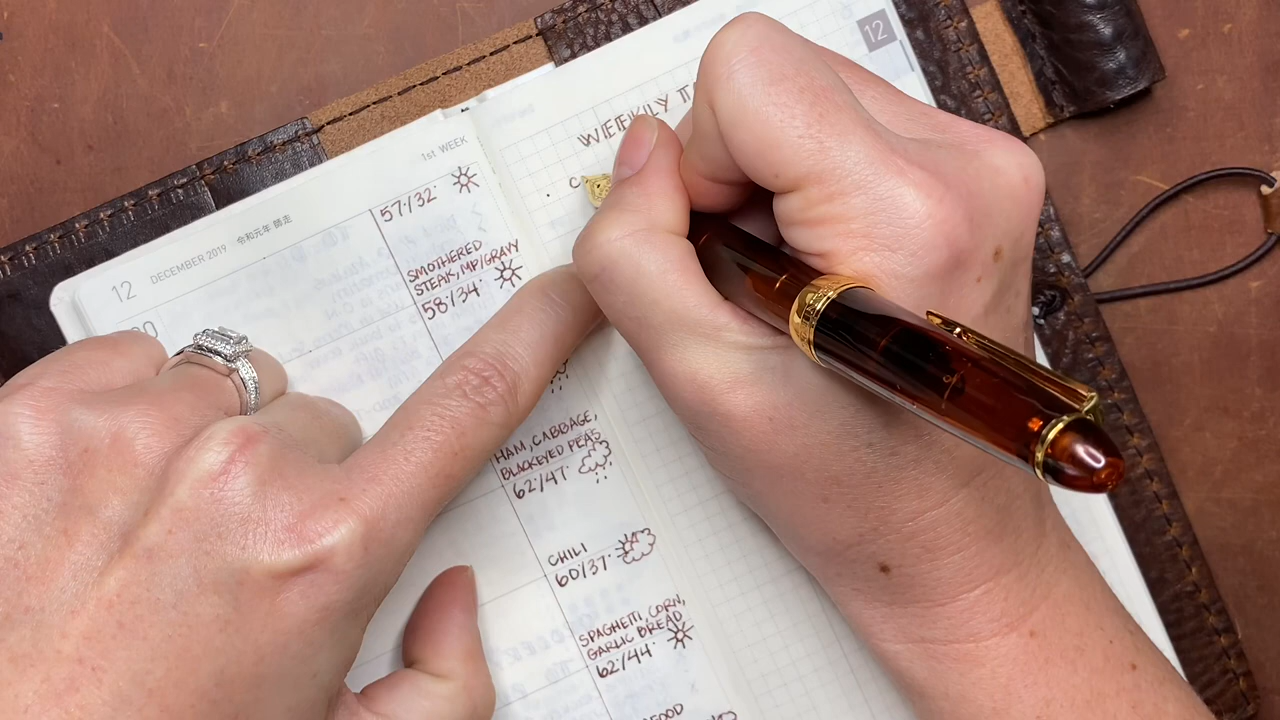 12 DECEMBER 2019 令和元年 師走
1st WEEK
57°/32°
SMOTHERED
STEAK, MP/GRAVY
58°/34°
HAM, CABBAGE,
BLACKEYED PEAS
62°/47°
CHILI
60°/37°
SPAGHETTI, CORN,
GARLIC BREAD
62°/44°
12
WEEKLY